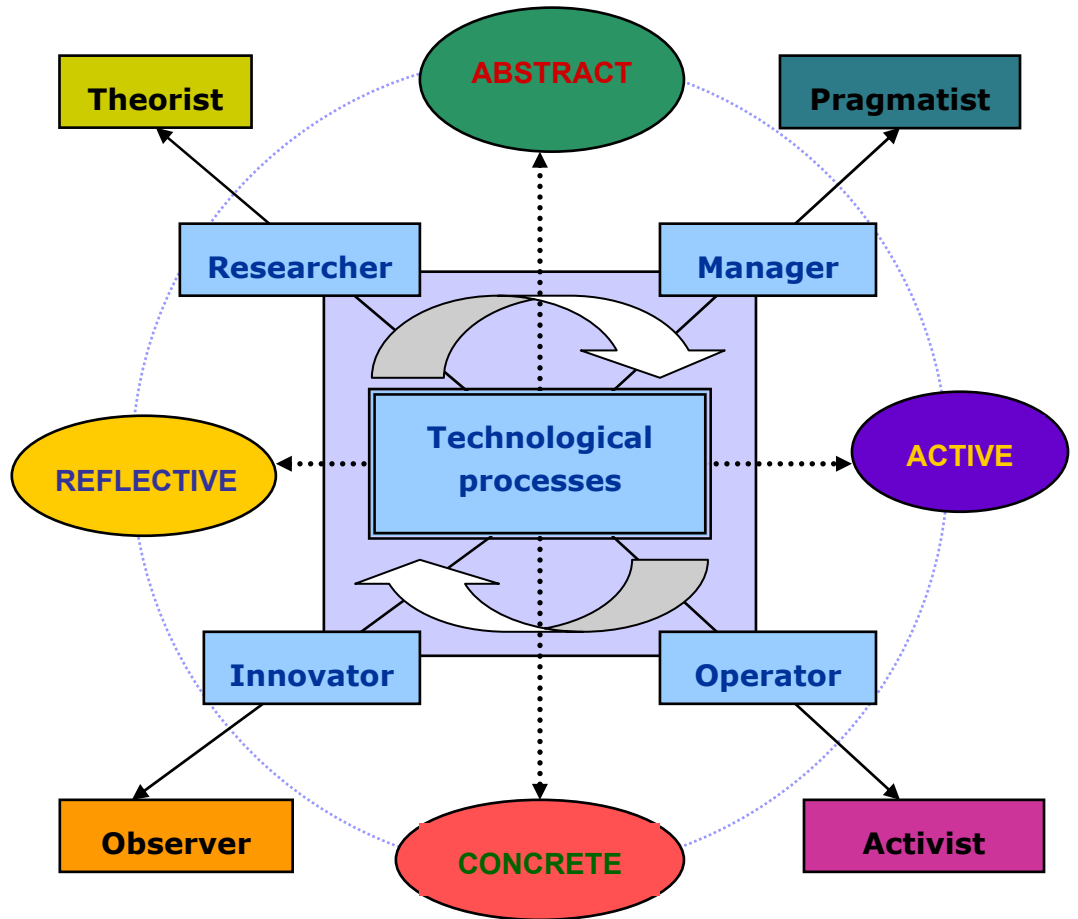 ABSTRACT
Theorist
Pragmatist
Researcher
Manager
Technological
processes
REFLECTIVE
ACTIVE
Innovator
Operator
Observer
CONCRETE
Activist